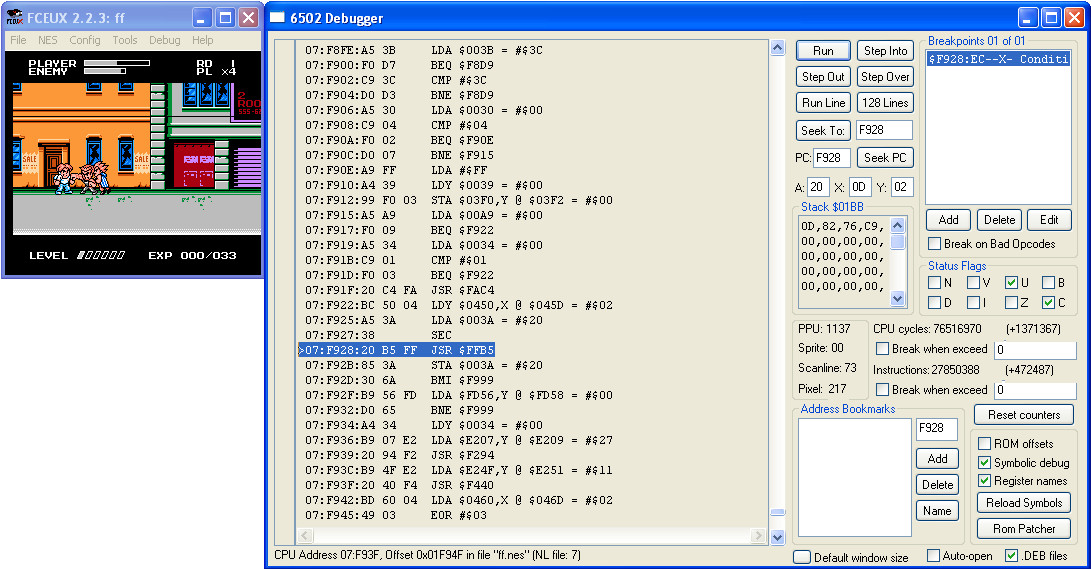 FCEUX 2.2.3: ff
File NES Config Tools Debug Help
PLAYER RD 1
ENEMY PL x4
SALE
SALE
LEVEL EXP 000/033
6502 Debugger
07:F8FE:A5 3B LDA $003B = #$3C
07:F900:F0 D7 BEQ $F8D9
07:F902:C9 3C CMP #$3C
07:F904:D0 D3 BNE $F8D9
07:F906:A5 30 LDA $0030 = #$00
07:F908:C9 04 CMP #$04
07:F90A:F0 02 BEQ $F90E
07:F90C:D0 07 BNE $F915
07:F90E:A9 FF LDA #$FF
07:F910:A4 39 LDY $0039 = #$00
07:F912:99 F0 03 STA $03F0,Y @ $03F2 = #$00
07:F915:A5 A9 LDA $00A9 = #$00
07:F917:F0 09 BEQ $F922
07:F919:A5 34 LDA $0034 = #$00
07:F91B:C9 01 CMP #$01
07:F91D:F0 03 BEQ $F922
07:F91F:20 C4 FA JSR $FAC4
07:F922:BC 50 04 LDY $0450,X @ $045D = #$02
07:F925:A5 3A LDA $003A = #$20
07:F927:38 SEC
>07:F928:20 B5 FF JSR $FFB5
07:F92B:85 3A STA $003A = #$20
07:F92D:30 6A BMI $F999
07:F92F:B9 56 FD LDA $FD56,Y @ $FD58 = #$00
07:F932:D0 65 BNE $F999
07:F934:A4 34 LDY $0034 = #$00
07:F936:B9 07 E2 LDA $E207,Y @ $E209 = #$27
07:F939:20 94 F2 JSR $F294
07:F93C:B9 4F E2 LDA $E24F,Y @ $E251 = #$11
07:F93F:20 40 F4 JSR $F440
07:F942:BD 60 04 LDA $0460,X @ $046D = #$02
07:F945:49 03 EOR #$03
CPU Address 07:F93F, Offset 0x01F94F in file "ff.nes" (NL file: 7)
Run Step Into
Step Out Step Over
Run Line 128 Lines
Seek To: F928
PC: F928 Seek PC
A: 20 X: 0D Y: 02
Stack $01BB
0D,82,76,C9,
00,00,00,00,
00,00,00,00,
00,00,00,00,
00,00,00,00,
Breakpoints 01 of 01
$F928:EC--X- Conditi
Add Delete Edit
Break on Bad Opcodes
Status Flags
N V U B
D I Z C
PPU: 1137
Sprite: 00
Scanline: 73
Pixel: 217
CPU cycles: 76516970 (+1371367)
Break when exceed 0
Instructions: 27850388 (+472487)
Break when exceed 0
Address Bookmarks
F928
Add
Delete
Name
Reset counters
ROM offsets
Symbolic debug
Register names
Reload Symbols
Rom Patcher
Default window size Auto-open .DEB files